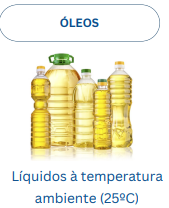 ÓLEOS
Líquidos à temperatura
ambiente (25ºC)